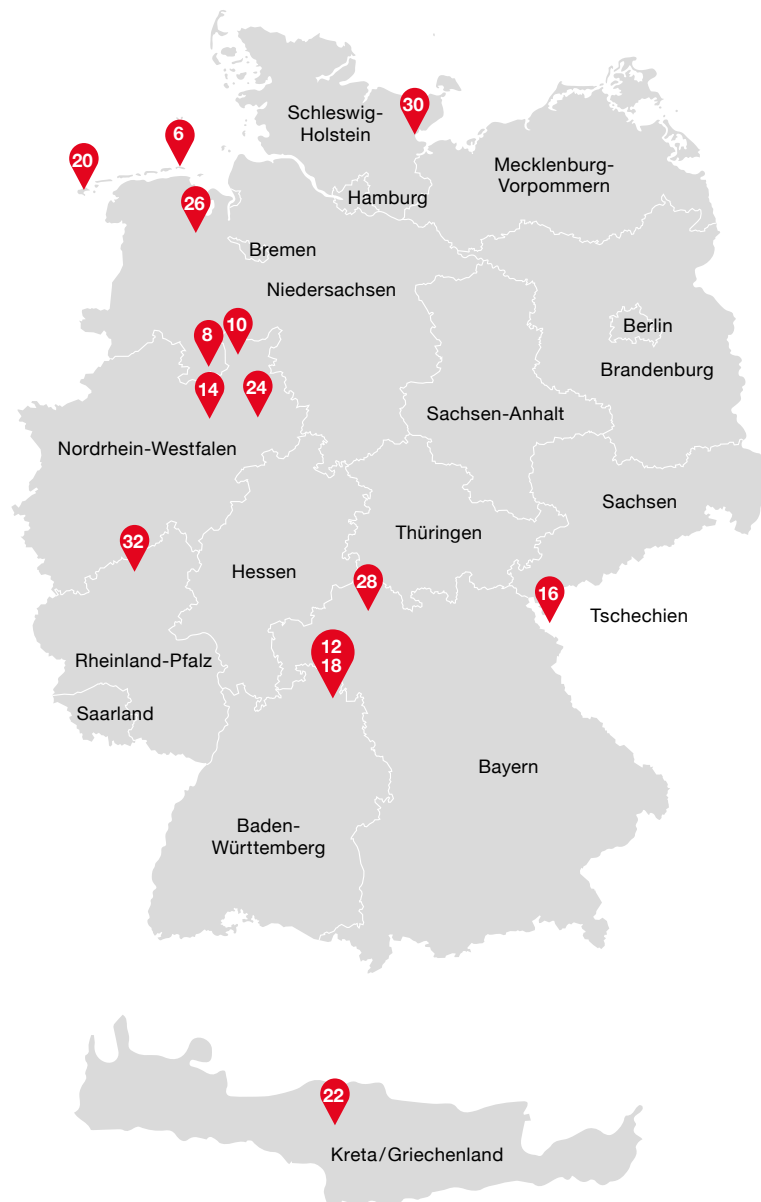 30
Schleswig-
Holstein
6
20
Mecklenburg-
Vorpommern
Hamburg
26
Bremen
Niedersachsen
10
8
Berlin
Brandenburg
14
24
Sachsen-Anhalt
Nordrhein-Westfalen
Sachsen
Thüringen
32
Hessen
28
16
Tschechien
12
18
Rheinland-Pfalz
Saarland
Bayern
Baden-
Württemberg
22
Kreta/Griechenland